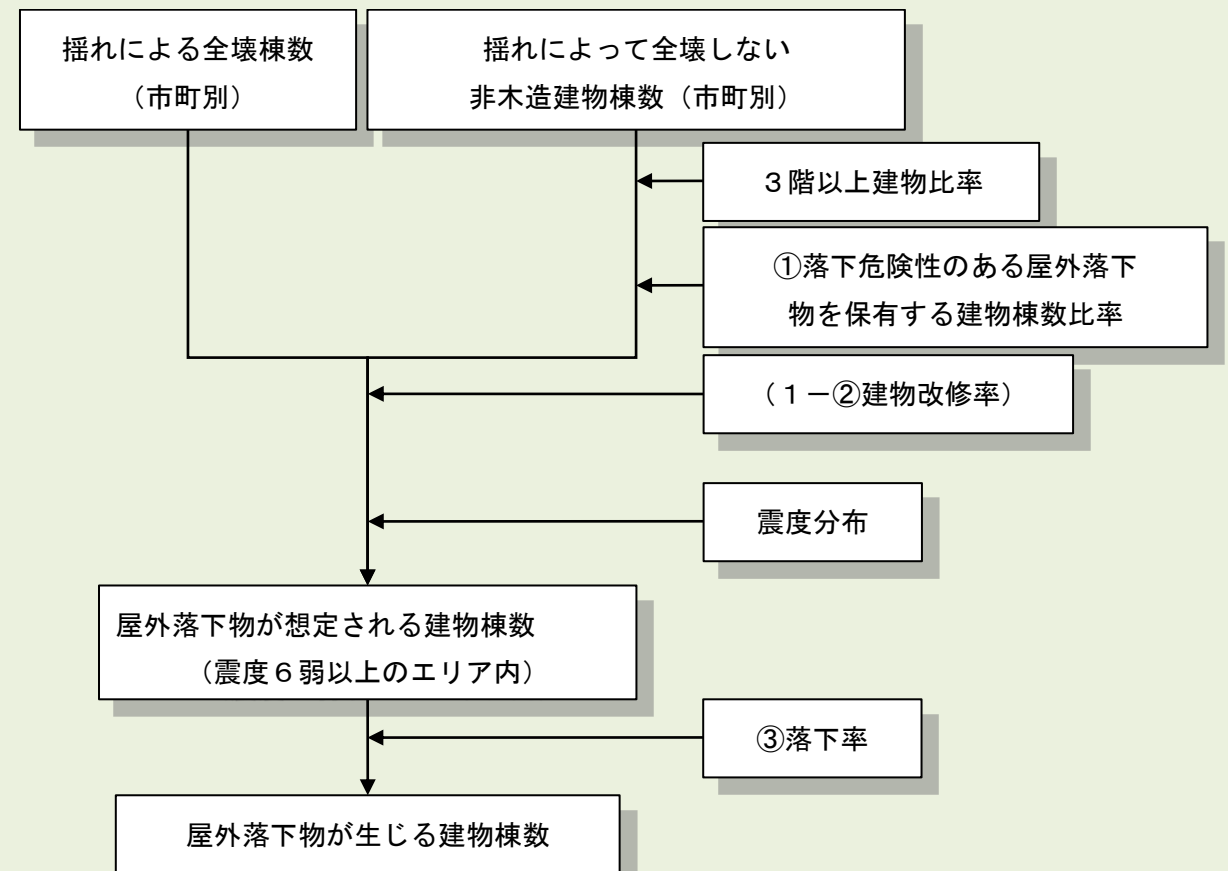 揺れによる全壊棟数
（市町別）
揺れによって全壊しない
非木造建物棟数（市町別）
３階以上建物比率
①落下危険性のある屋外落下
物を保有する建物棟数比率
（１－②建物改修率）
震度分布
屋外落下物が想定される建物棟数
（震度６弱以上のエリア内）
③落下率
屋外落下物が生じる建物棟数